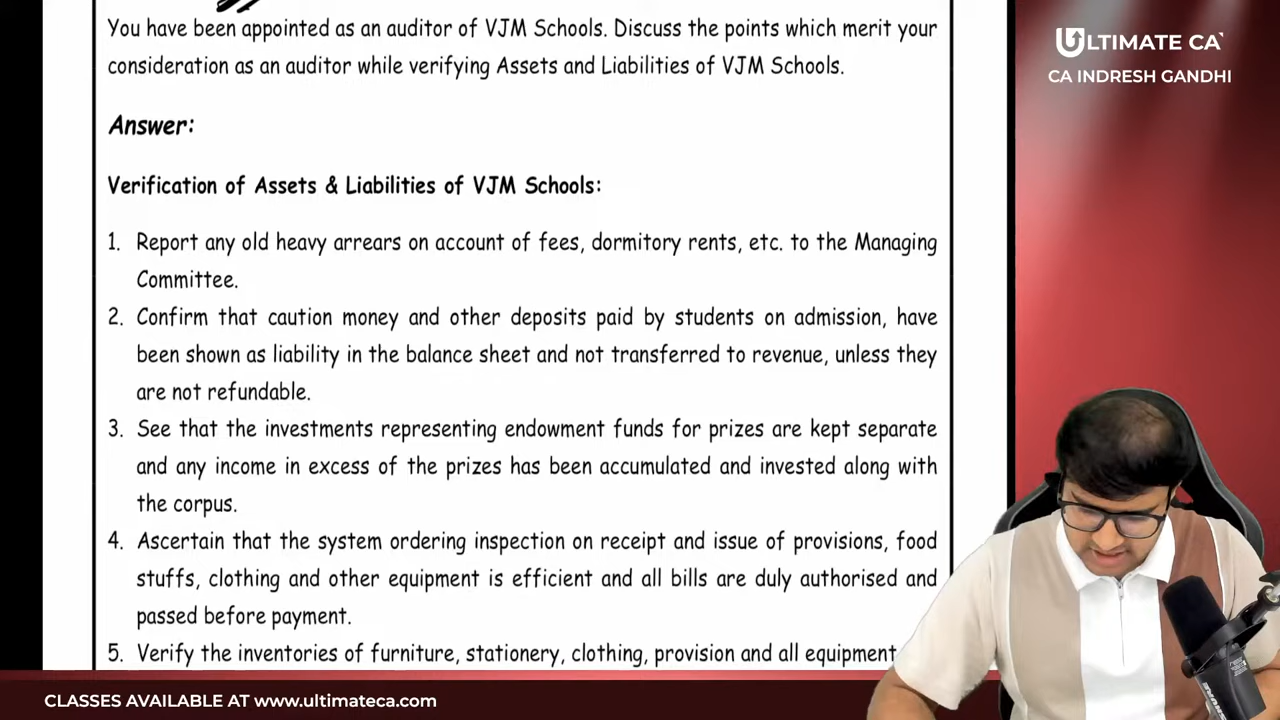 You have been appointed as an auditor of VJM Schools. Discuss the points which merit your
consideration as an auditor while verifying Assets and Liabilities of VJM Schools.
Answer:
Verification of Assets & Liabilities of VJM Schools:
1. Report any old heavy arrears on account of fees, dormitory rents, etc. to the Managing
Committee.
2. Confirm that caution money and other deposits paid by students on admission, have
been shown as liability in the balance sheet and not transferred to revenue, unless they
are not refundable.
3. See that the investments representing endowment funds for prizes are kept separate
and any income in excess of the prizes has been accumulated and invested along with
the corpus.
4. Ascertain that the system ordering inspection on receipt and issue of provisions, food
stuffs, clothing and other equipment is efficient and all bills are duly authorised and
passed before payment.
5. Verify the inventories of furniture, stationery, clothing, provision and all equipment
ULTIMATE CA
CA INDRESH GANDHI
CLASSES AVAILABLE AT www.ultimateca.com